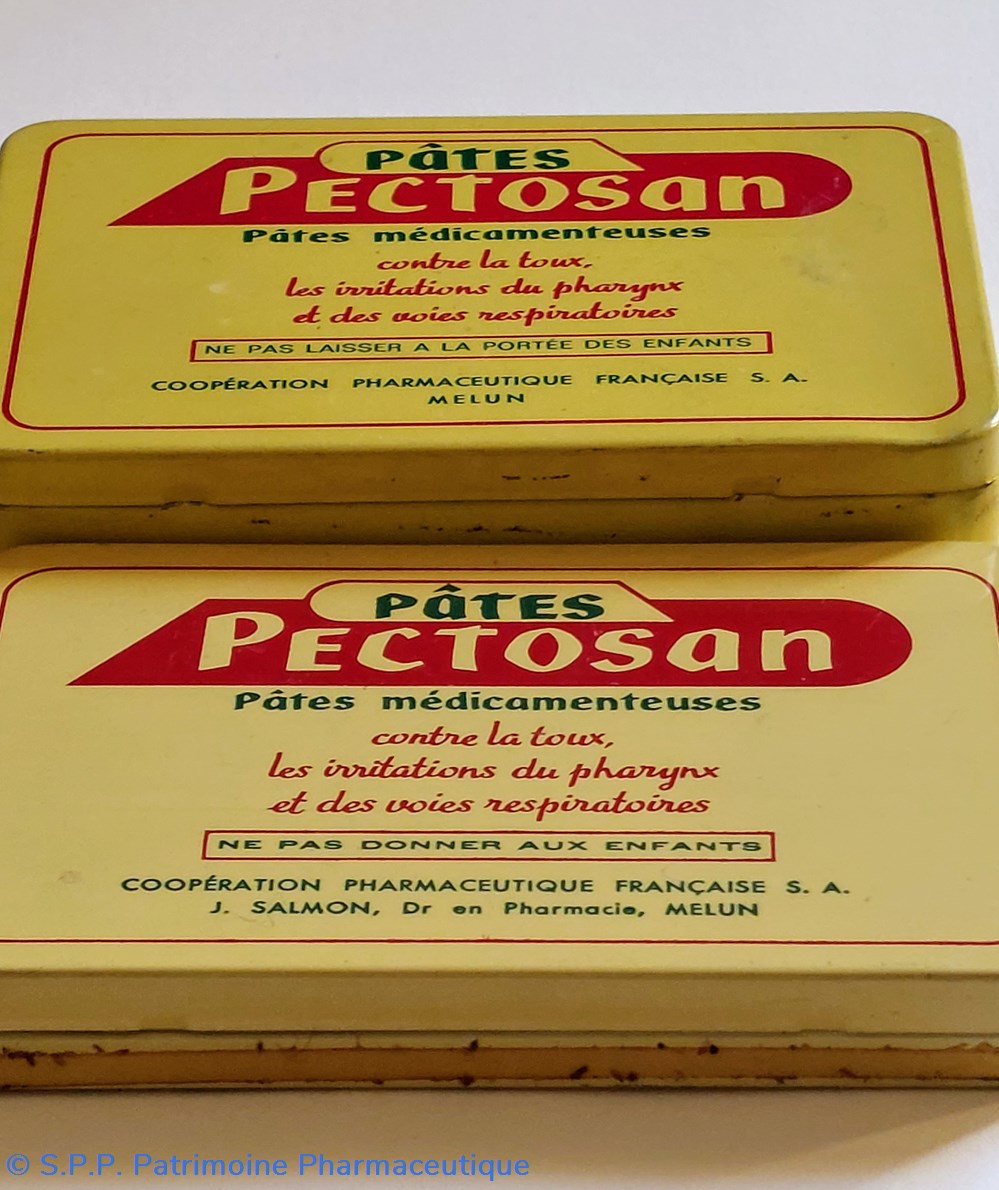 PÂTES
PECTOSAN
Pâtes médicamenteuses
contre la toux,
les irritations du pharynx
et des voies respiratoires
NE PAS LAISSER A LA PORTÉE DES ENFANTS
COOPÉRATION PHARMACEUTIQUE FRANÇAISE S. A.
MELUN
PÂTES
PECTOSAN
Pâtes médicamenteuses
contre la toux,
les irritations du pharynx
et des voies respiratoires
NE PAS DONNER AUX ENFANTS
COOPÉRATION PHARMACEUTIQUE FRANÇAISE S. A.
J. SALMON, Dr en Pharmacie, MELUN
© S.P.P. Patrimoine Pharmaceutique